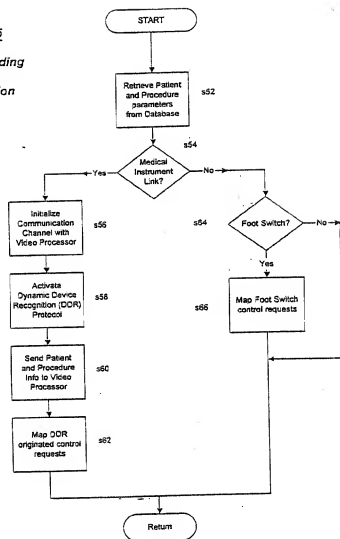 START
ding
on
Retrieve Patient
and Procedure
parameters
from Database
s52
s54
Medical
Instrument
Link?
Yes
No
Initialize
Communication
Channel with
Video Processor
s56
s64
Foot Switch?
No
Yes
Activate
Dynamic Device
Recognition (DDR)
Protocol
s58
Map Foot Switch
control requests
s66
Send Patient
and Procedure
Info to Video
Processor
s60
Map DDR
originated control
requests
s62
Return